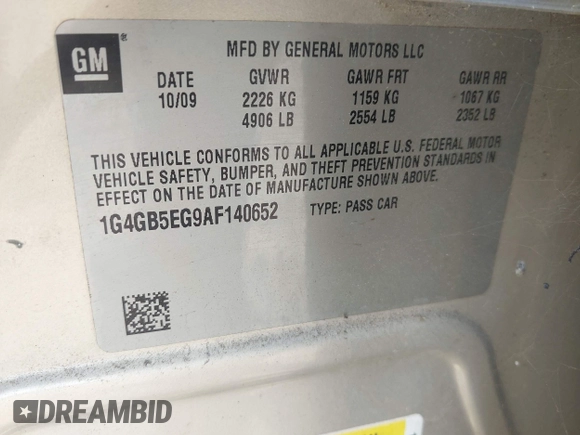 GM
MFD BY GENERAL MOTORS LLC
DATE GVWR GAWR FRT GAWR RR
10/09 2226 KG 1159 KG 1067 KG
4906 LB 2554 LB 2352 LB
THIS VEHICLE CONFORMS TO ALL APPLICABLE U.S. FEDERAL MOTOR
VEHICLE SAFETY, BUMPER, AND THEFT PREVENTION STANDARDS IN
EFFECT ON THE DATE OF MANUFACTURE SHOWN ABOVE.
1G4GB5EG9AF140652 TYPE: PASS CAR
DREAMBID